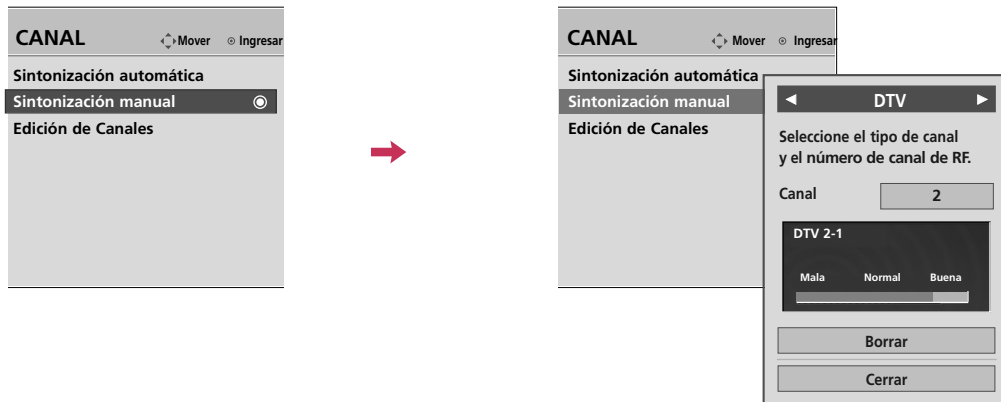 CANAL Mover Ingresar
Sintonización automática
Sintonización manual
Edición de Canales
CANAL Mover Ingresar
Sintonización automática
Sintonización manual
Edición de Canales
DTV
Seleccione el tipo de canal
y el número de canal de RF.
Canal 2
DTV 2-1
Mala Normal Buena
Borrar
Cerrar